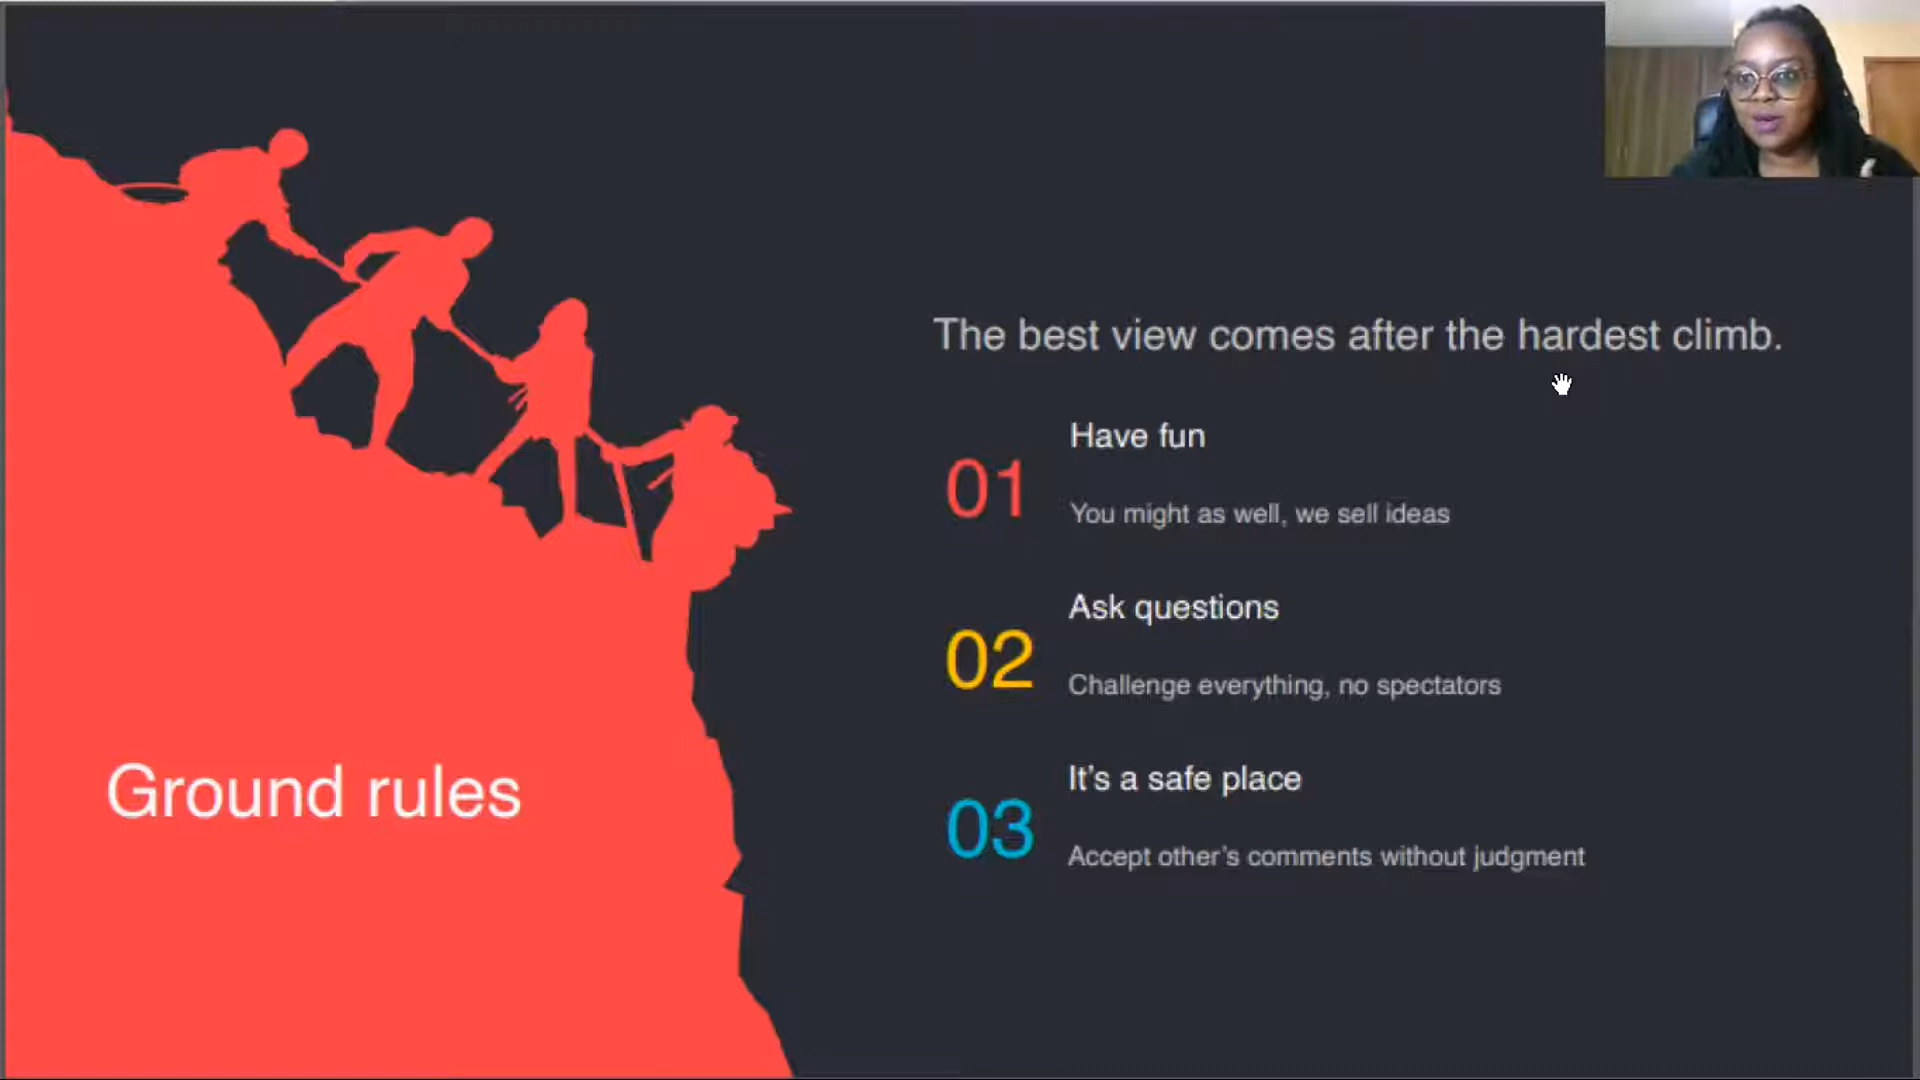 The best view comes after the hardest climb.
Have fun
01
You might as well, we sell ideas
Ask questions
02
Challenge everything, no spectators
It's a safe place
03
Accept other's comments without judgment
Ground rules